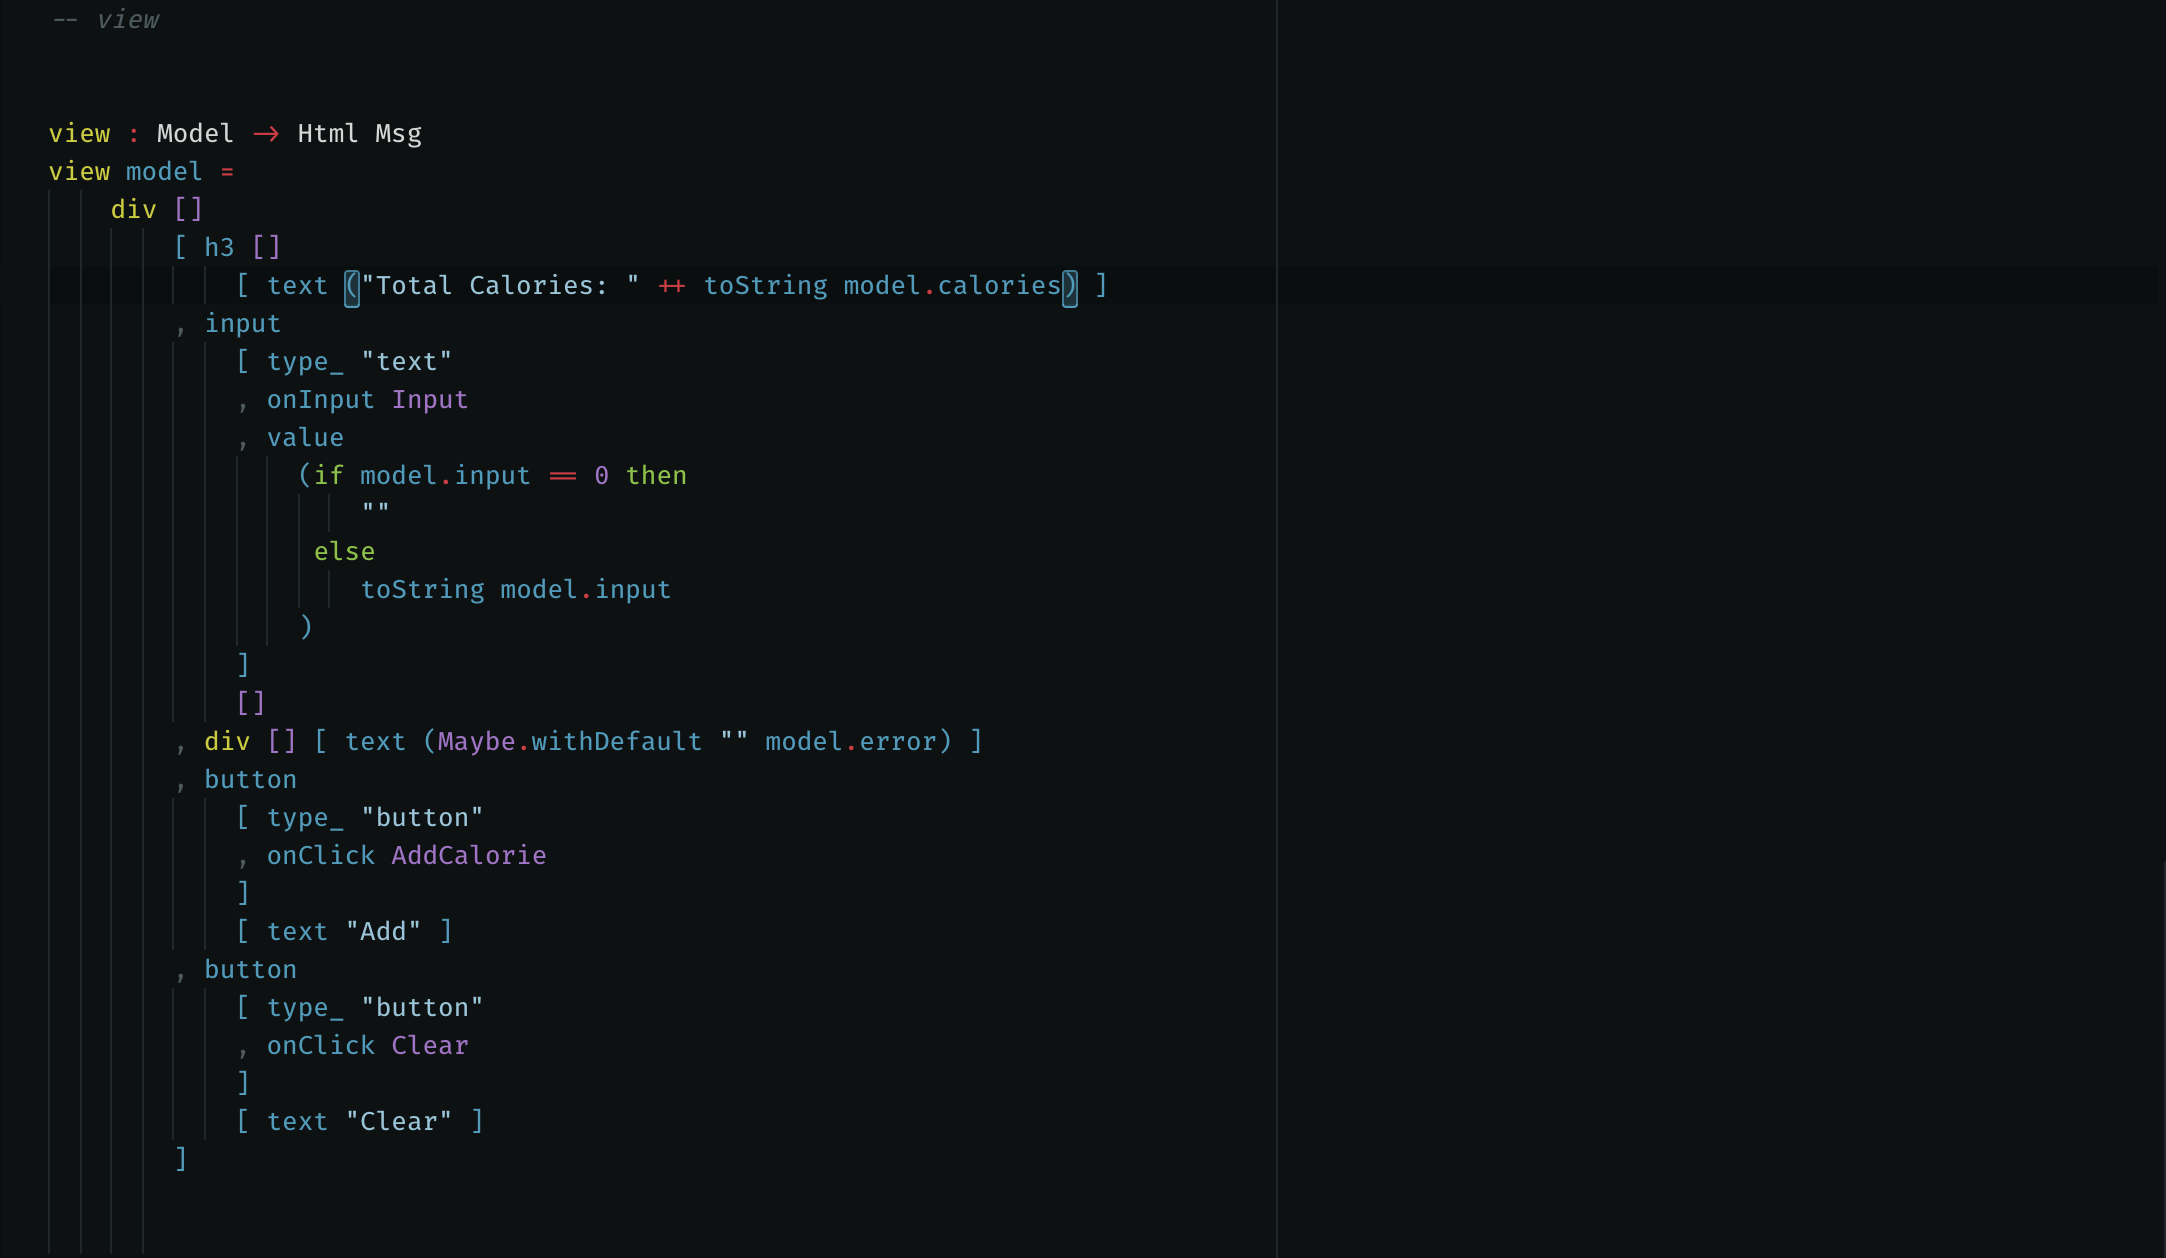 -- view
view : Model -> Html Msg
view model =
    div []
        [ h3 []
            [ text ("Total Calories: " ++ toString model.calories) ]
        , input
            [ type_ "text"
            , onInput Input
            , value
                (if model.input == 0 then
                    ""
                 else
                    toString model.input
                )
            ]
            []
        , div [] [ text (Maybe.withDefault "" model.error) ]
        , button
            [ type_ "button"
            , onClick AddCalorie
            ]
            [ text "Add" ]
        , button
            [ type_ "button"
            , onClick Clear
            ]
            [ text "Clear" ]
        ]